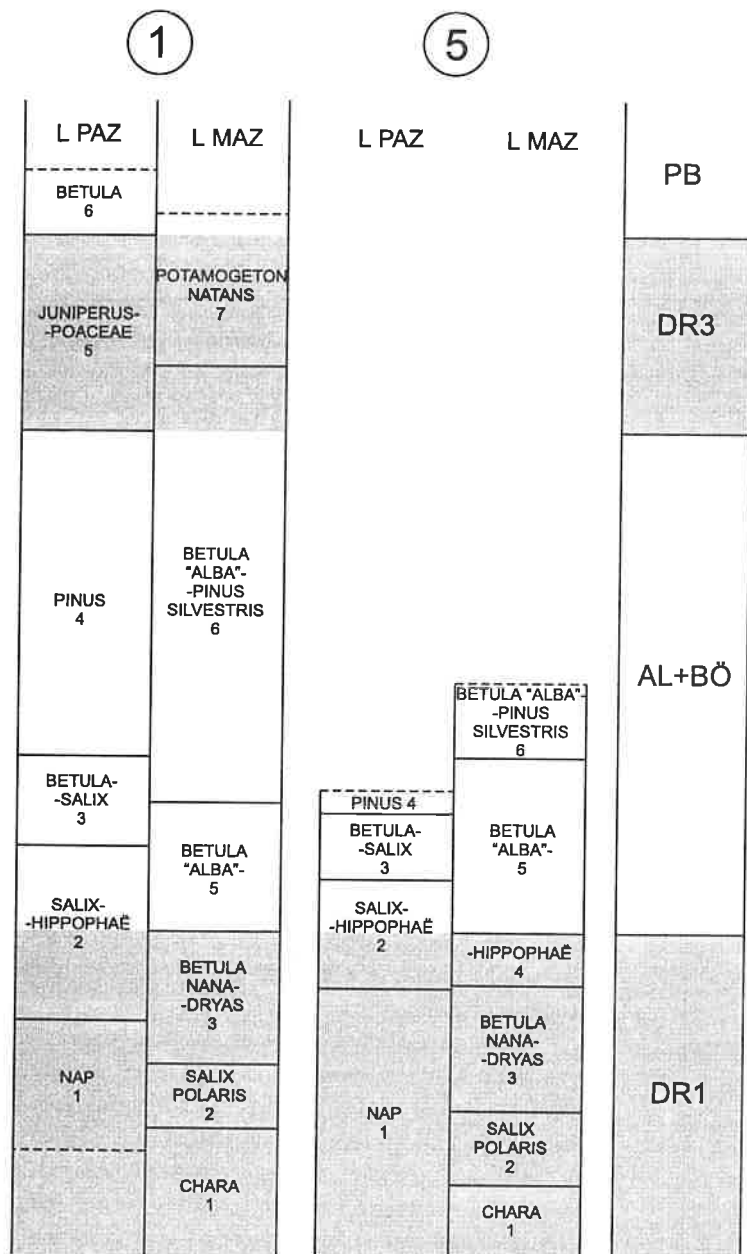 1
5
L PAZ
L MAZ
L PAZ
L MAZ
BETULA
6
JUNIPERUS-
-POACEAE
5
PINUS
4
BETULA-
-SALIX
3
SALIX-
-HIPPOPHAË
2
NAP
1
POTAMOGETON
NATANS
7
BETULA
"ALBA"-
-PINUS
SILVESTRIS
6
BETULA
"ALBA"-
5
BETULA
NANA-
-DRYAS
3
SALIX
POLARIS
2
CHARA
1
PINUS 4
BETULA-
-SALIX
3
SALIX-
-HIPPOPHAË
2
NAP
1
BETULA "ALBA"-
-PINUS
SILVESTRIS
6
BETULA
"ALBA"-
5
-HIPPOPHAË
4
BETULA
NANA-
-DRYAS
3
SALIX
POLARIS
2
CHARA
1
PB
DR3
AL+BÖ
DR1